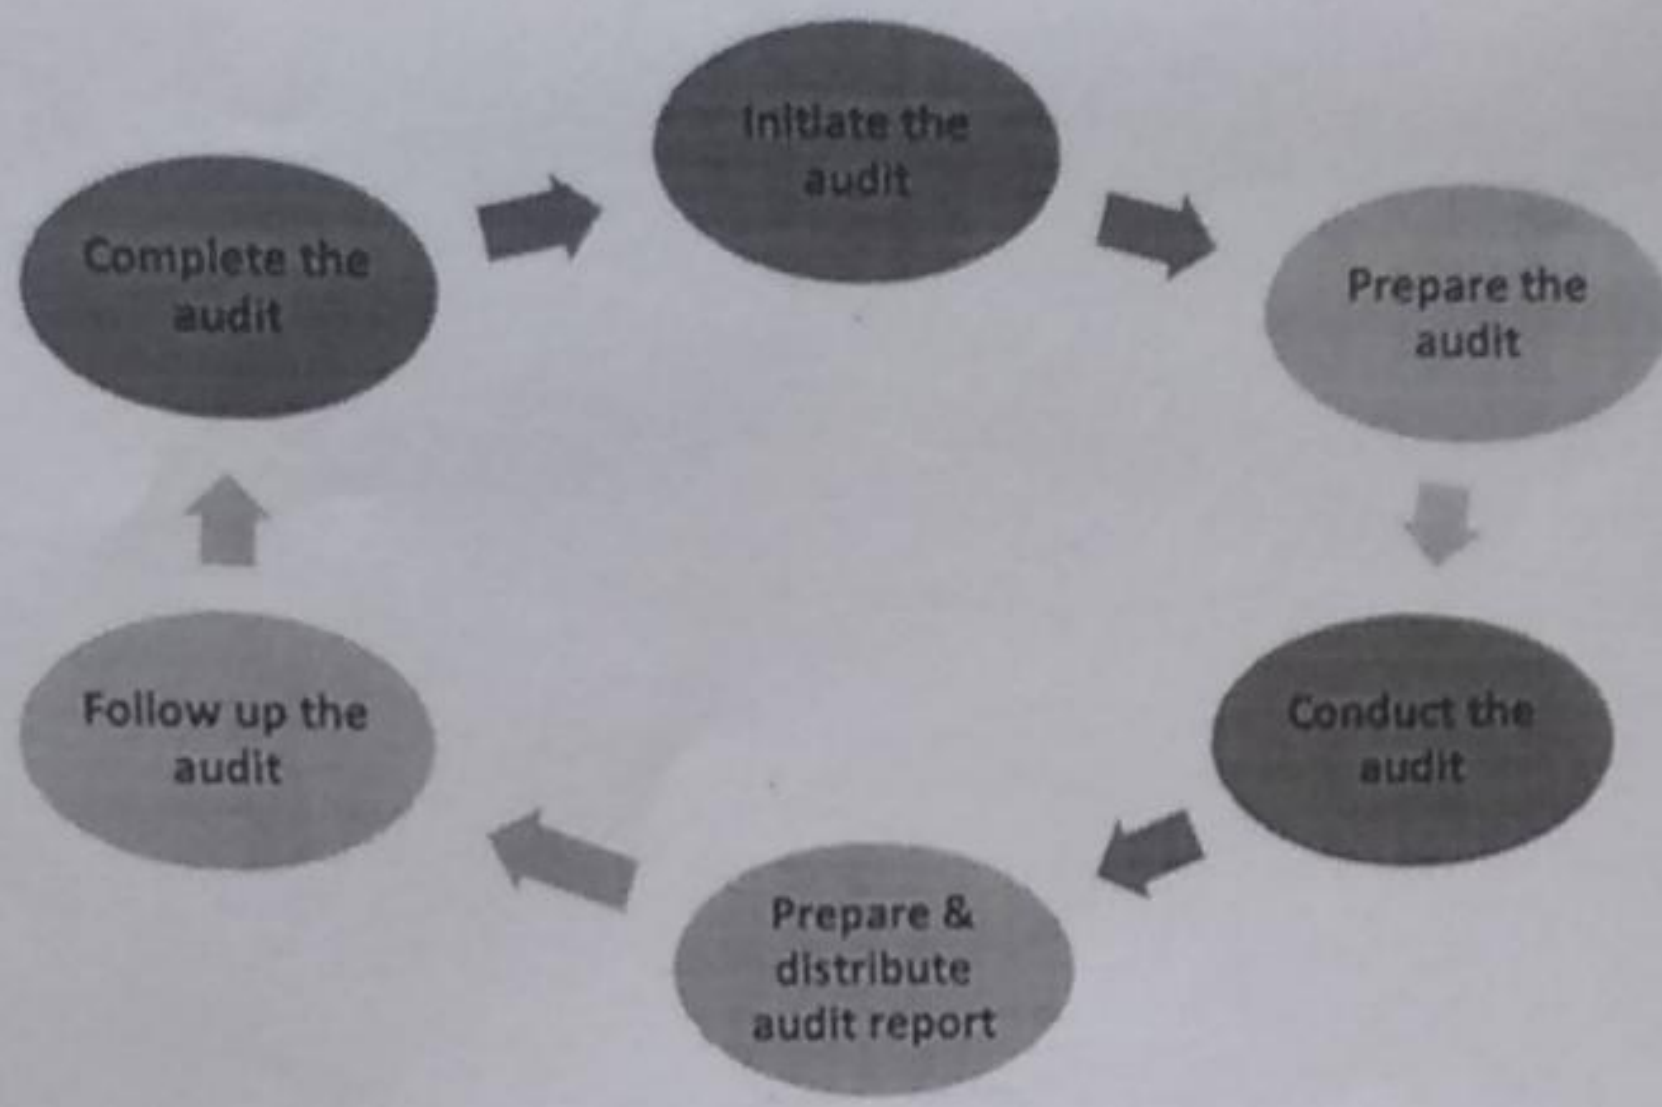 Initiate the
audit
Prepare the
audit
Conduct the
audit
Prepare &
distribute
audit report
Follow up the
audit
Complete the
audit